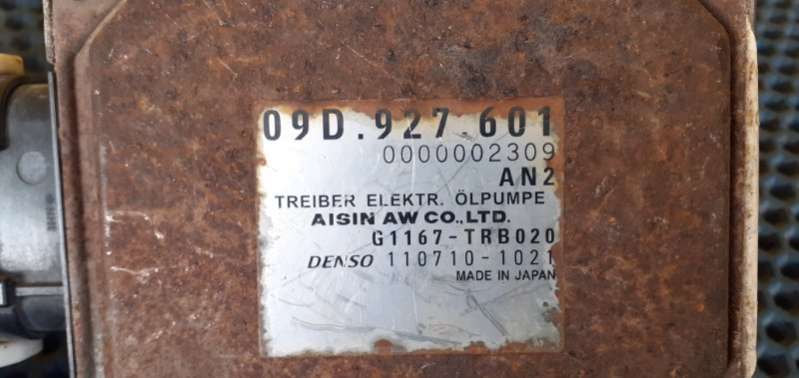 09D.927.601
0000002309
AN2
TREIBER ELEKTR. ÖLPUMPE
AISIN AW CO.,LTD.
G1167-TRB020
DENSO 110710-1021
MADE IN JAPAN